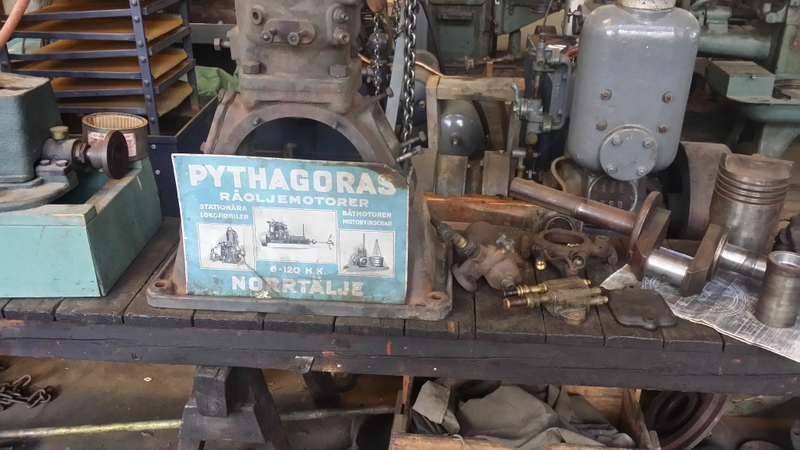 PYTHAGORAS
RÅOLJEMOTORER
STATIONÄRA
LOKOMOBILER
BÅTMOTORER
MOTORVINSCHAR
6-120 H.K.
NORRTÄLJE